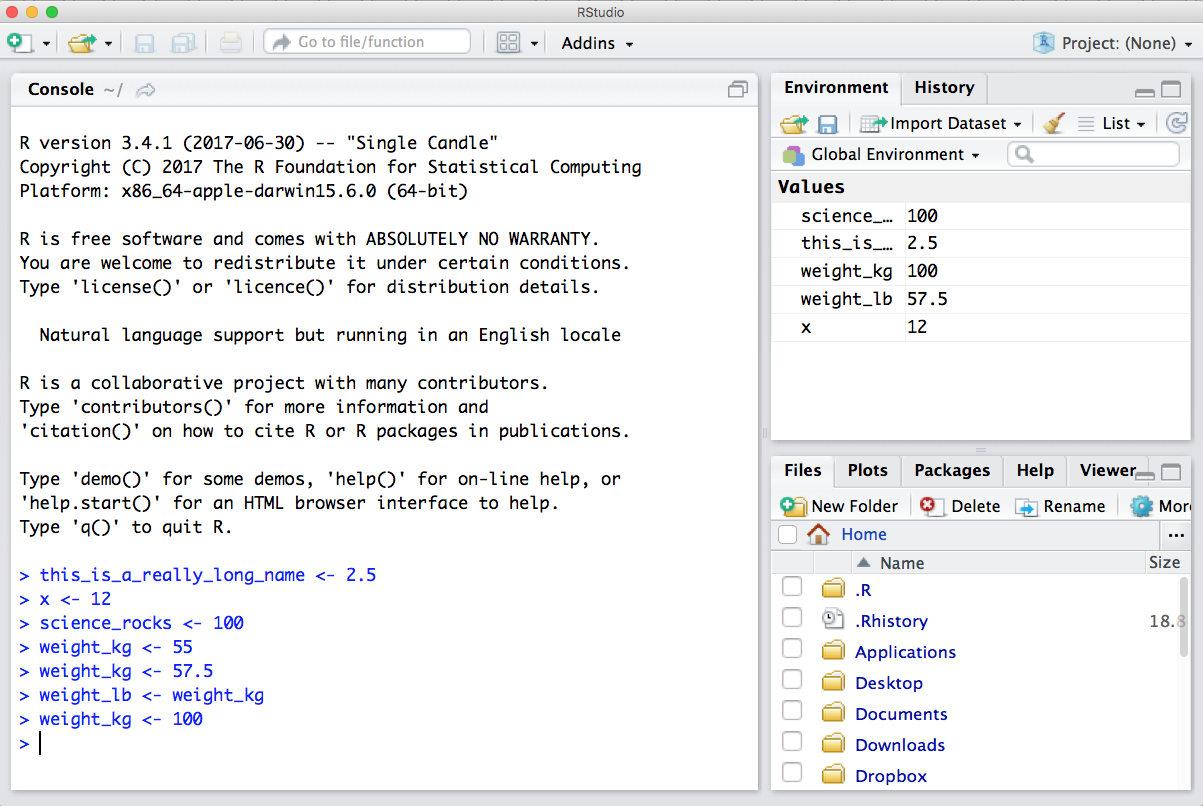 RStudio
Go to file/function
Addins
Project: (None)
Console ~/
R version 3.4.1 (2017-06-30) -- "Single Candle"
Copyright (C) 2017 The R Foundation for Statistical Computing
Platform: x86_64-apple-darwin15.6.0 (64-bit)
R is free software and comes with ABSOLUTELY NO WARRANTY.
You are welcome to redistribute it under certain conditions.
Type 'license()' or 'licence()' for distribution details.
Natural language support but running in an English locale
R is a collaborative project with many contributors.
Type 'contributors()' for more information and
'citation()' on how to cite R or R packages in publications.
Type 'demo()' for some demos, 'help()' for on-line help, or
'help.start()' for an HTML browser interface to help.
Type 'q()' to quit R.
> this_is_a_really_long_name <- 2.5
> x <- 12
> science_rocks <- 100
> weight_kg <- 55
> weight_kg <- 57.5
> weight_lb <- weight_kg
> weight_kg <- 100
>
Environment History
Import Dataset List
Global Environment
Values
science_… 100
this_is_… 2.5
weight_kg 100
weight_lb 57.5
x 12
Files Plots Packages Help Viewer
New Folder Delete Rename More
Home ...
Name Size
.R
.Rhistory 18.8
Applications
Desktop
Documents
Downloads
Dropbox